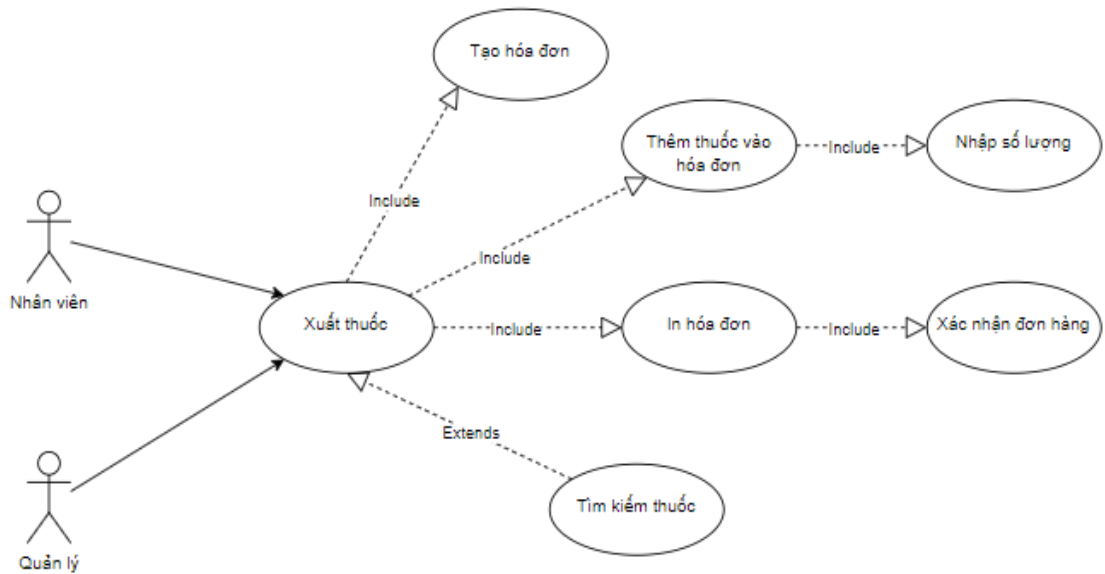 Tạo hóa đơn
Thêm thuốc vào
hóa đơn
Include
Nhập số lượng
Include
Include
Nhân viên
Xuất thuốc
Include
In hóa đơn
Include
Xác nhận đơn hàng
Extends
Tìm kiếm thuốc
Quản lý